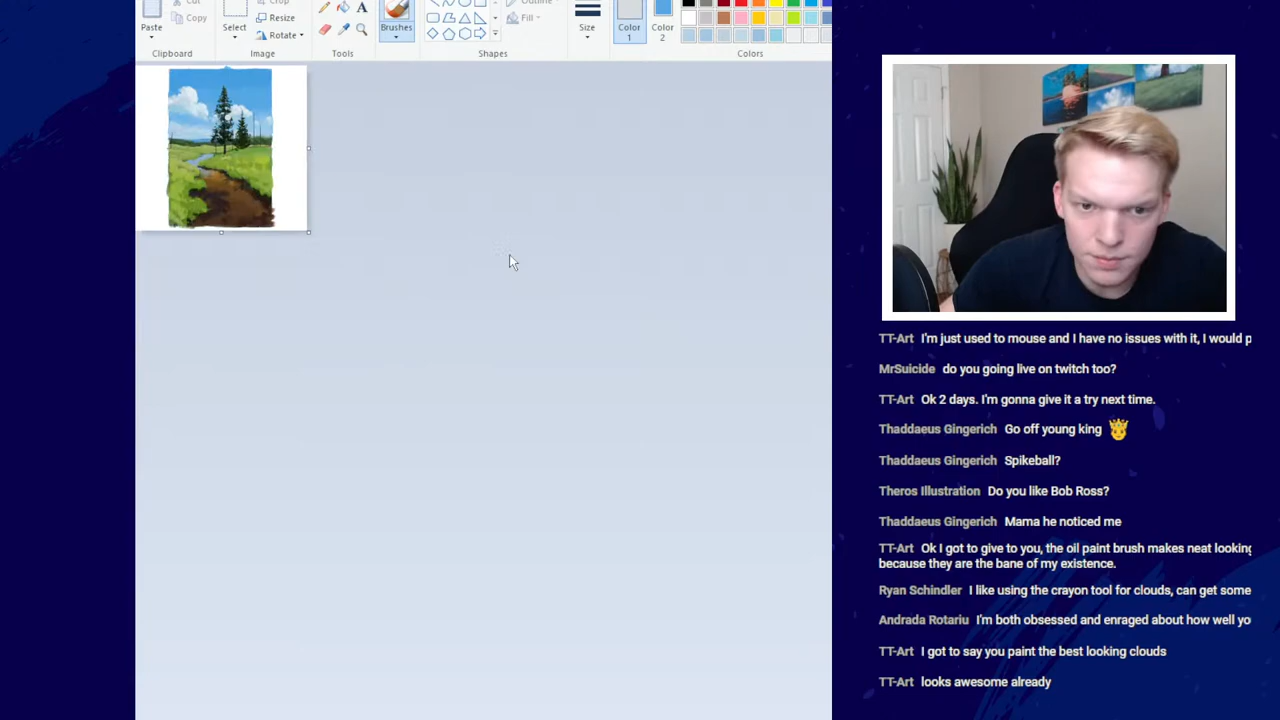 Cut
Crop
Outline
Paste
Copy
Select
Resize
Rotate
A
Brushes
Fill
Size
Color
1
Color
2
Clipboard
Image
Tools
Shapes
Colors
TT-Art I'm just used to mouse and I have no issues with it, I would p
MrSuicide do you going live on twitch too?
TT-Art Ok 2 days. I'm gonna give it a try next time.
Thaddaeus Gingerich Go off young king
Thaddaeus Gingerich Spikeball?
Theros Illustration Do you like Bob Ross?
Thaddaeus Gingerich Mama he noticed me
TT-Art Ok I got to give to you, the oil paint brush makes neat looking
because they are the bane of my existence.
Ryan Schindler I like using the crayon tool for clouds, can get some
Andrada Rotariu I'm both obsessed and enraged about how well yo
TT-Art I got to say you paint the best looking clouds
TT-Art looks awesome already